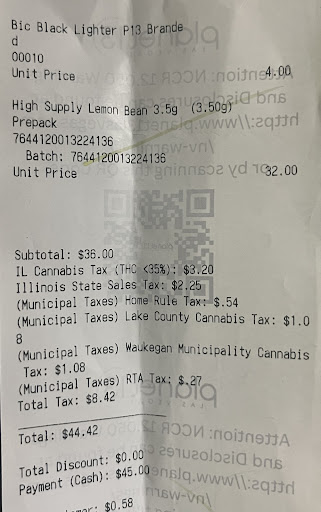 Bic Black Lighter P13 Brande
d
00010
Unit Price 4.00
High Supply Lemon Bean 3.5g (3.50g)
Prepack
7644120013224136
Batch: 7644120013224136
Unit Price 32.00
Subtotal: $36.00
IL Cannabis Tax (THC <35%): $3.20
Illinois State Sales Tax: $2.25
(Municipal Taxes) Home Rule Tax: $.54
(Municipal Taxes) Lake County Cannabis Tax: $1.0
8
(Municipal Taxes) Waukegan Municipality Cannabis
Tax: $1.08
(Municipal Taxes) RTA Tax: $.27
Total Tax: $8.42
Total: $44.42
Total Discount: $0.00
Payment (Cash): $45.00
$0.58